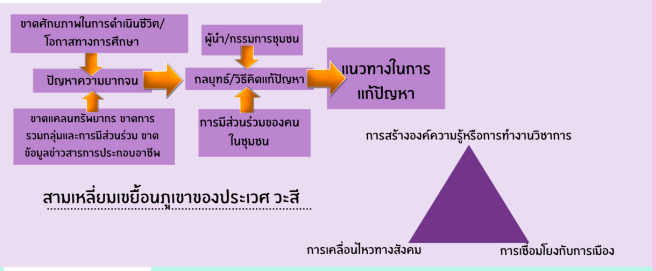 ขาดศักยภาพในการดำเนินชีวิต/
โอกาสทางการศึกษา
ผู้นำ/กรรมการชุมชน
ปัญหาความยากจน
กลยุทธ์/วิธีคิดแก้ปัญหา
แนวทางในการ
แก้ปัญหา
ขาดแคลนทรัพยากร ขาดการ
รวมกลุ่มและการมีส่วนร่วม ขาด
ข้อมูลข่าวสารการประกอบอาชีพ
การมีส่วนร่วมของคน
ในชุมชน
การสร้างองค์ความรู้หรือการทำงานวิชาการ
สามเหลี่ยมเขยื้อนภูเขาของประเวศ วะสี
การเคลื่อนไหวทางสังคม
การเชื่อมโยงกับการเมือง